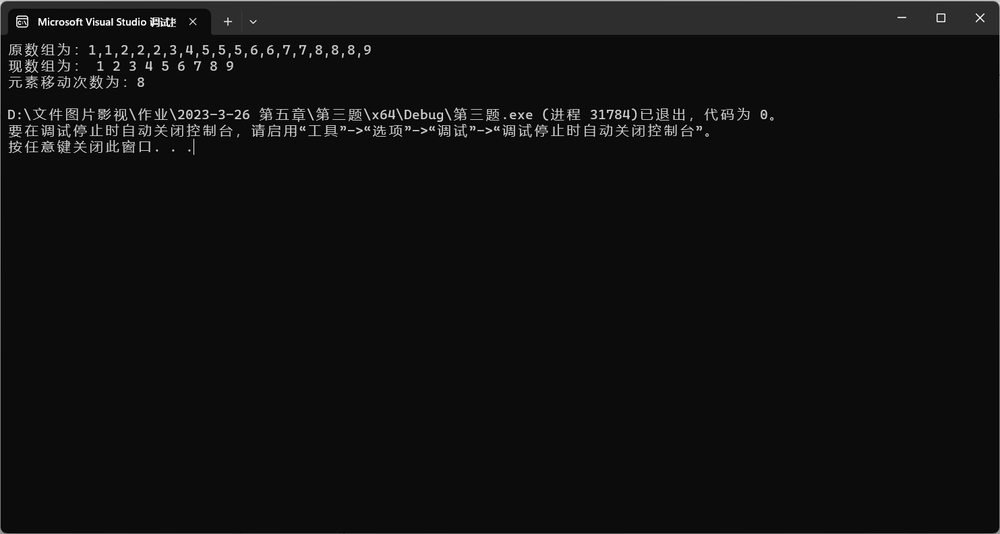 Microsoft Visual Studio 调试控
原数组为：1,1,2,2,2,3,4,5,5,5,6,6,7,7,8,8,8,9
现数组为： 1 2 3 4 5 6 7 8 9
元素移动次数为：8
D:\文件图片影视\作业\2023-3-26 第五章\第三题\x64\Debug\第三题.exe (进程 31784)已退出，代码为 0。
要在调试停止时自动关闭控制台，请启用“工具”->“选项”->“调试”->“调试停止时自动关闭控制台”。
按任意键关闭此窗口. . .